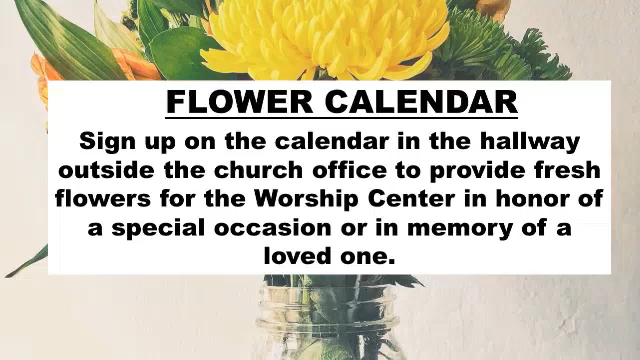 FLOWER CALENDAR
Sign up on the calendar in the hallway
outside the church office to provide fresh
flowers for the Worship Center in honor of
a special occasion or in memory of a
loved one.